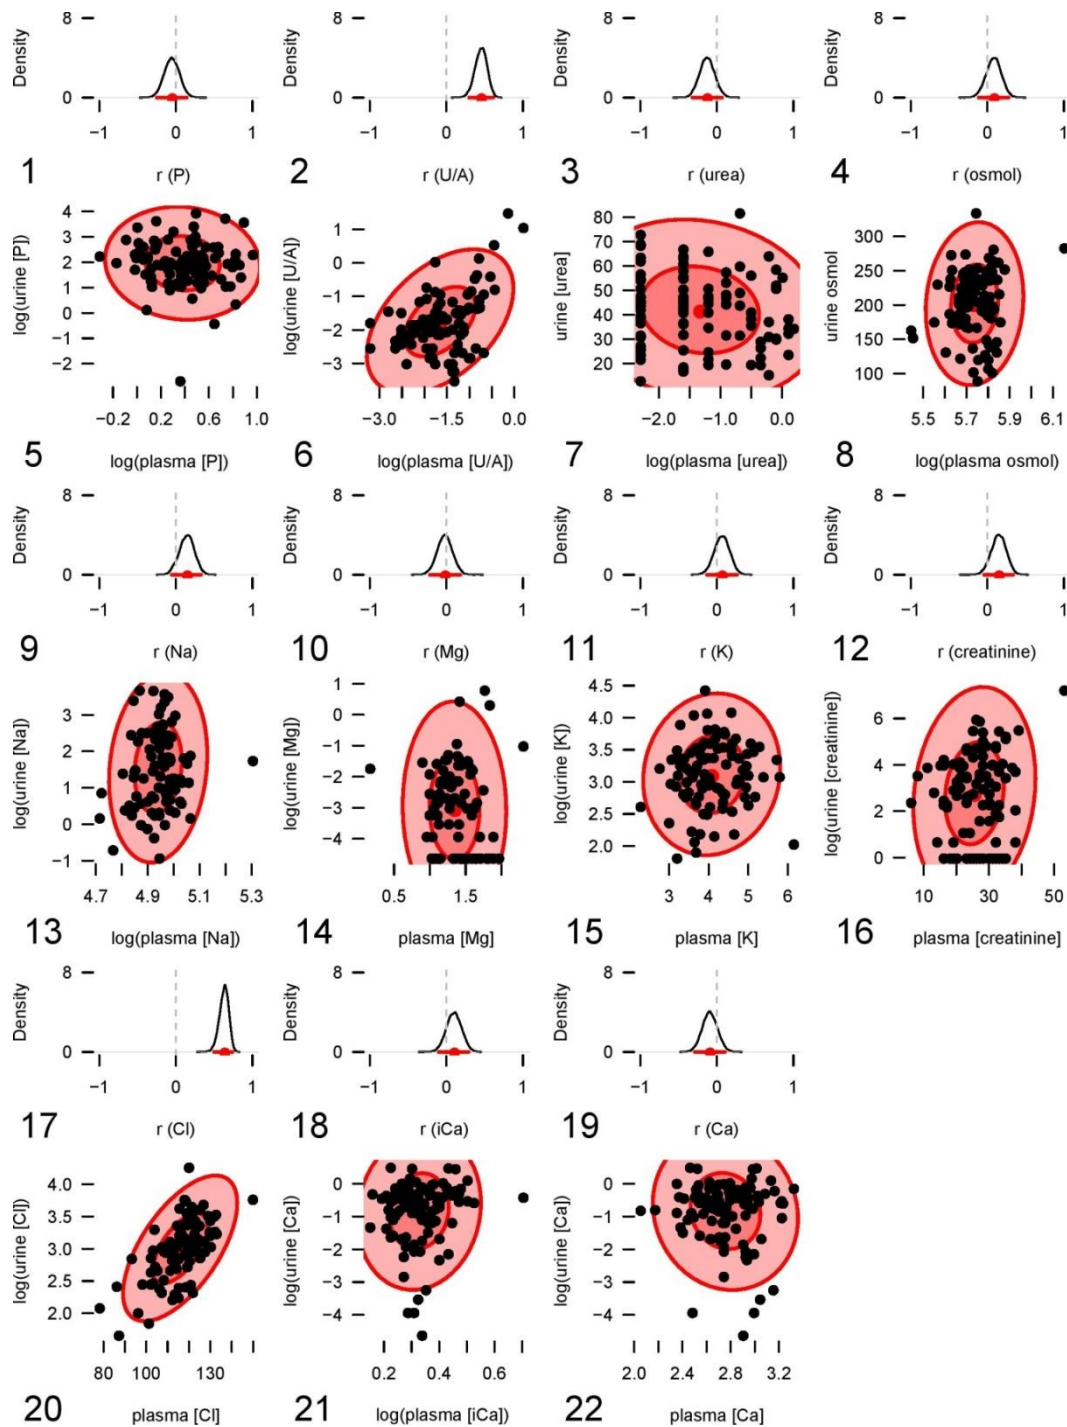 8 8 8 8
Density Density Density Density
0 0 0 0
−1 0 1 −1 0 1 −1 0 1 −1 0 1
1 r (P) 2 r (U/A) 3 r (urea) 4 r (osmol)
log(urine [P]) 4 3 2 1 0 −1 −2
−0.2 0.2 0.6 1.0
log(urine [U/A]) 1 0 −1 −2 −3
−3.0 −1.5 0.0
urine [urea] 80 70 60 50 40 30 20
−2.0 −1.0 0.0
urine osmol 300 250 200 150 100
5.5 5.7 5.9 6.1
5 log(plasma [P]) 6 log(plasma [U/A]) 7 log(plasma [urea]) 8 log(plasma osmol)
8 8 8 8
Density Density Density Density
0 0 0 0
−1 0 1 −1 0 1 −1 0 1 −1 0 1
9 r (Na) 10 r (Mg) 11 r (K) 12 r (creatinine)
log(urine [Na]) 3 2 1 0 −1
4.7 4.9 5.1 5.3
log(urine [Mg]) 1 0 −1 −2 −3 −4
0.5 1.5
log(urine [K]) 4.5 4.0 3.5 3.0 2.5 2.0
3 4 5 6
log(urine [creatinine]) 6 4 2 0
10 30 50
13 log(plasma [Na]) 14 plasma [Mg] 15 plasma [K] 16 plasma [creatinine]
8 8 8
Density Density Density
0 0 0
−1 0 1 −1 0 1 −1 0 1
17 r (Cl) 18 r (iCa) 19 r (Ca)
log(urine [Cl]) 4.0 3.5 3.0 2.5 2.0
80 100 130
log(urine [Ca]) 0 −1 −2 −3 −4
0.2 0.4 0.6
log(urine [Ca]) 0 −1 −2 −3 −4
2.0 2.4 2.8 3.2
20 plasma [Cl] 21 log(plasma [iCa]) 22 plasma [Ca]